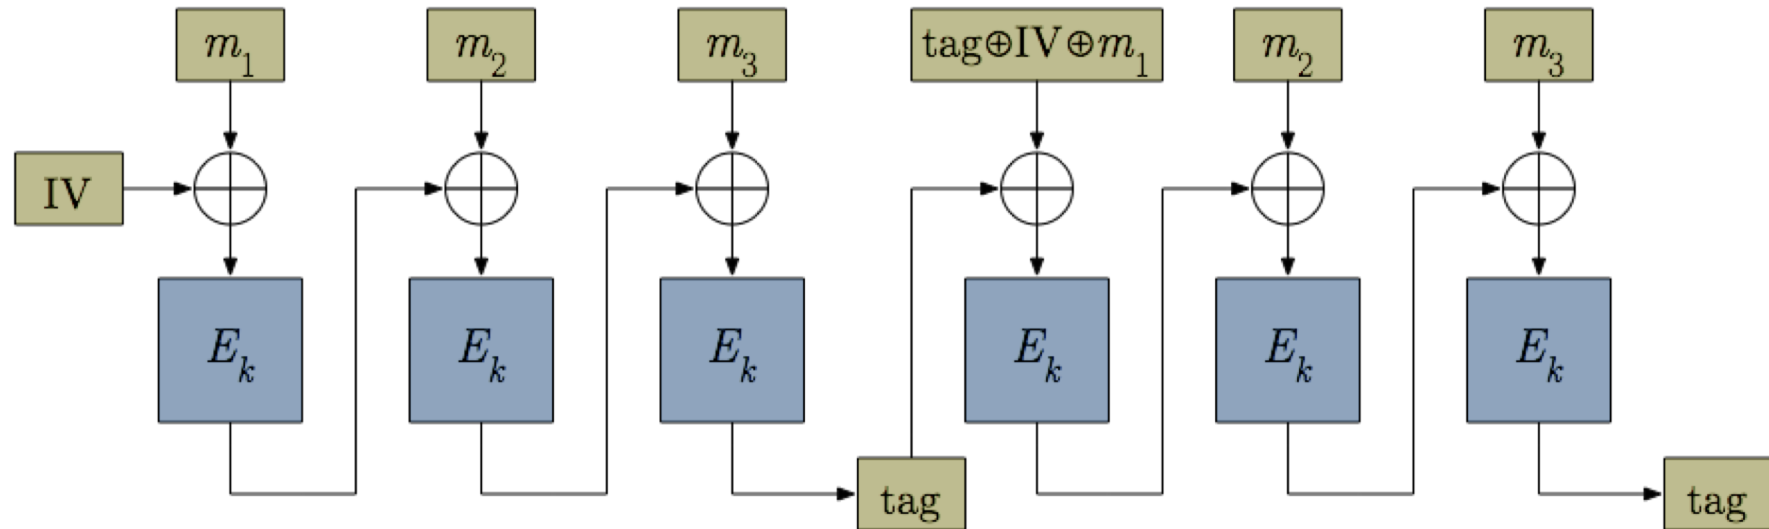 m₁ m₂ m₃ tag⊕IV⊕m₁ m₂ m₃
IV
Eₖ Eₖ Eₖ Eₖ Eₖ Eₖ
tag tag